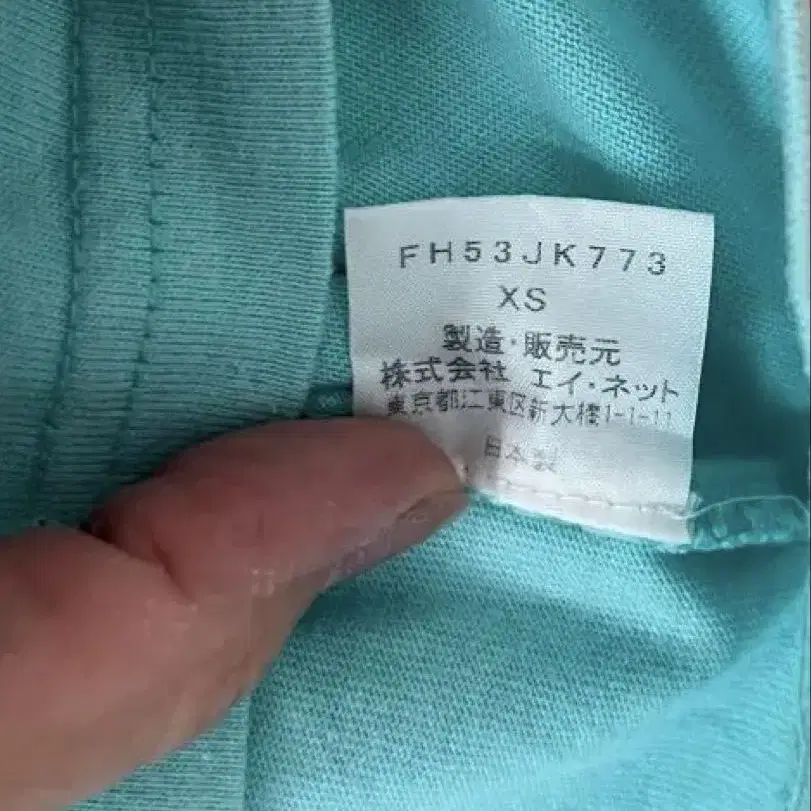 FH53JK773
XS
製造・販売元
株式会社 エイ・ネット
東京都江東区新大橋1-1-11
日本製